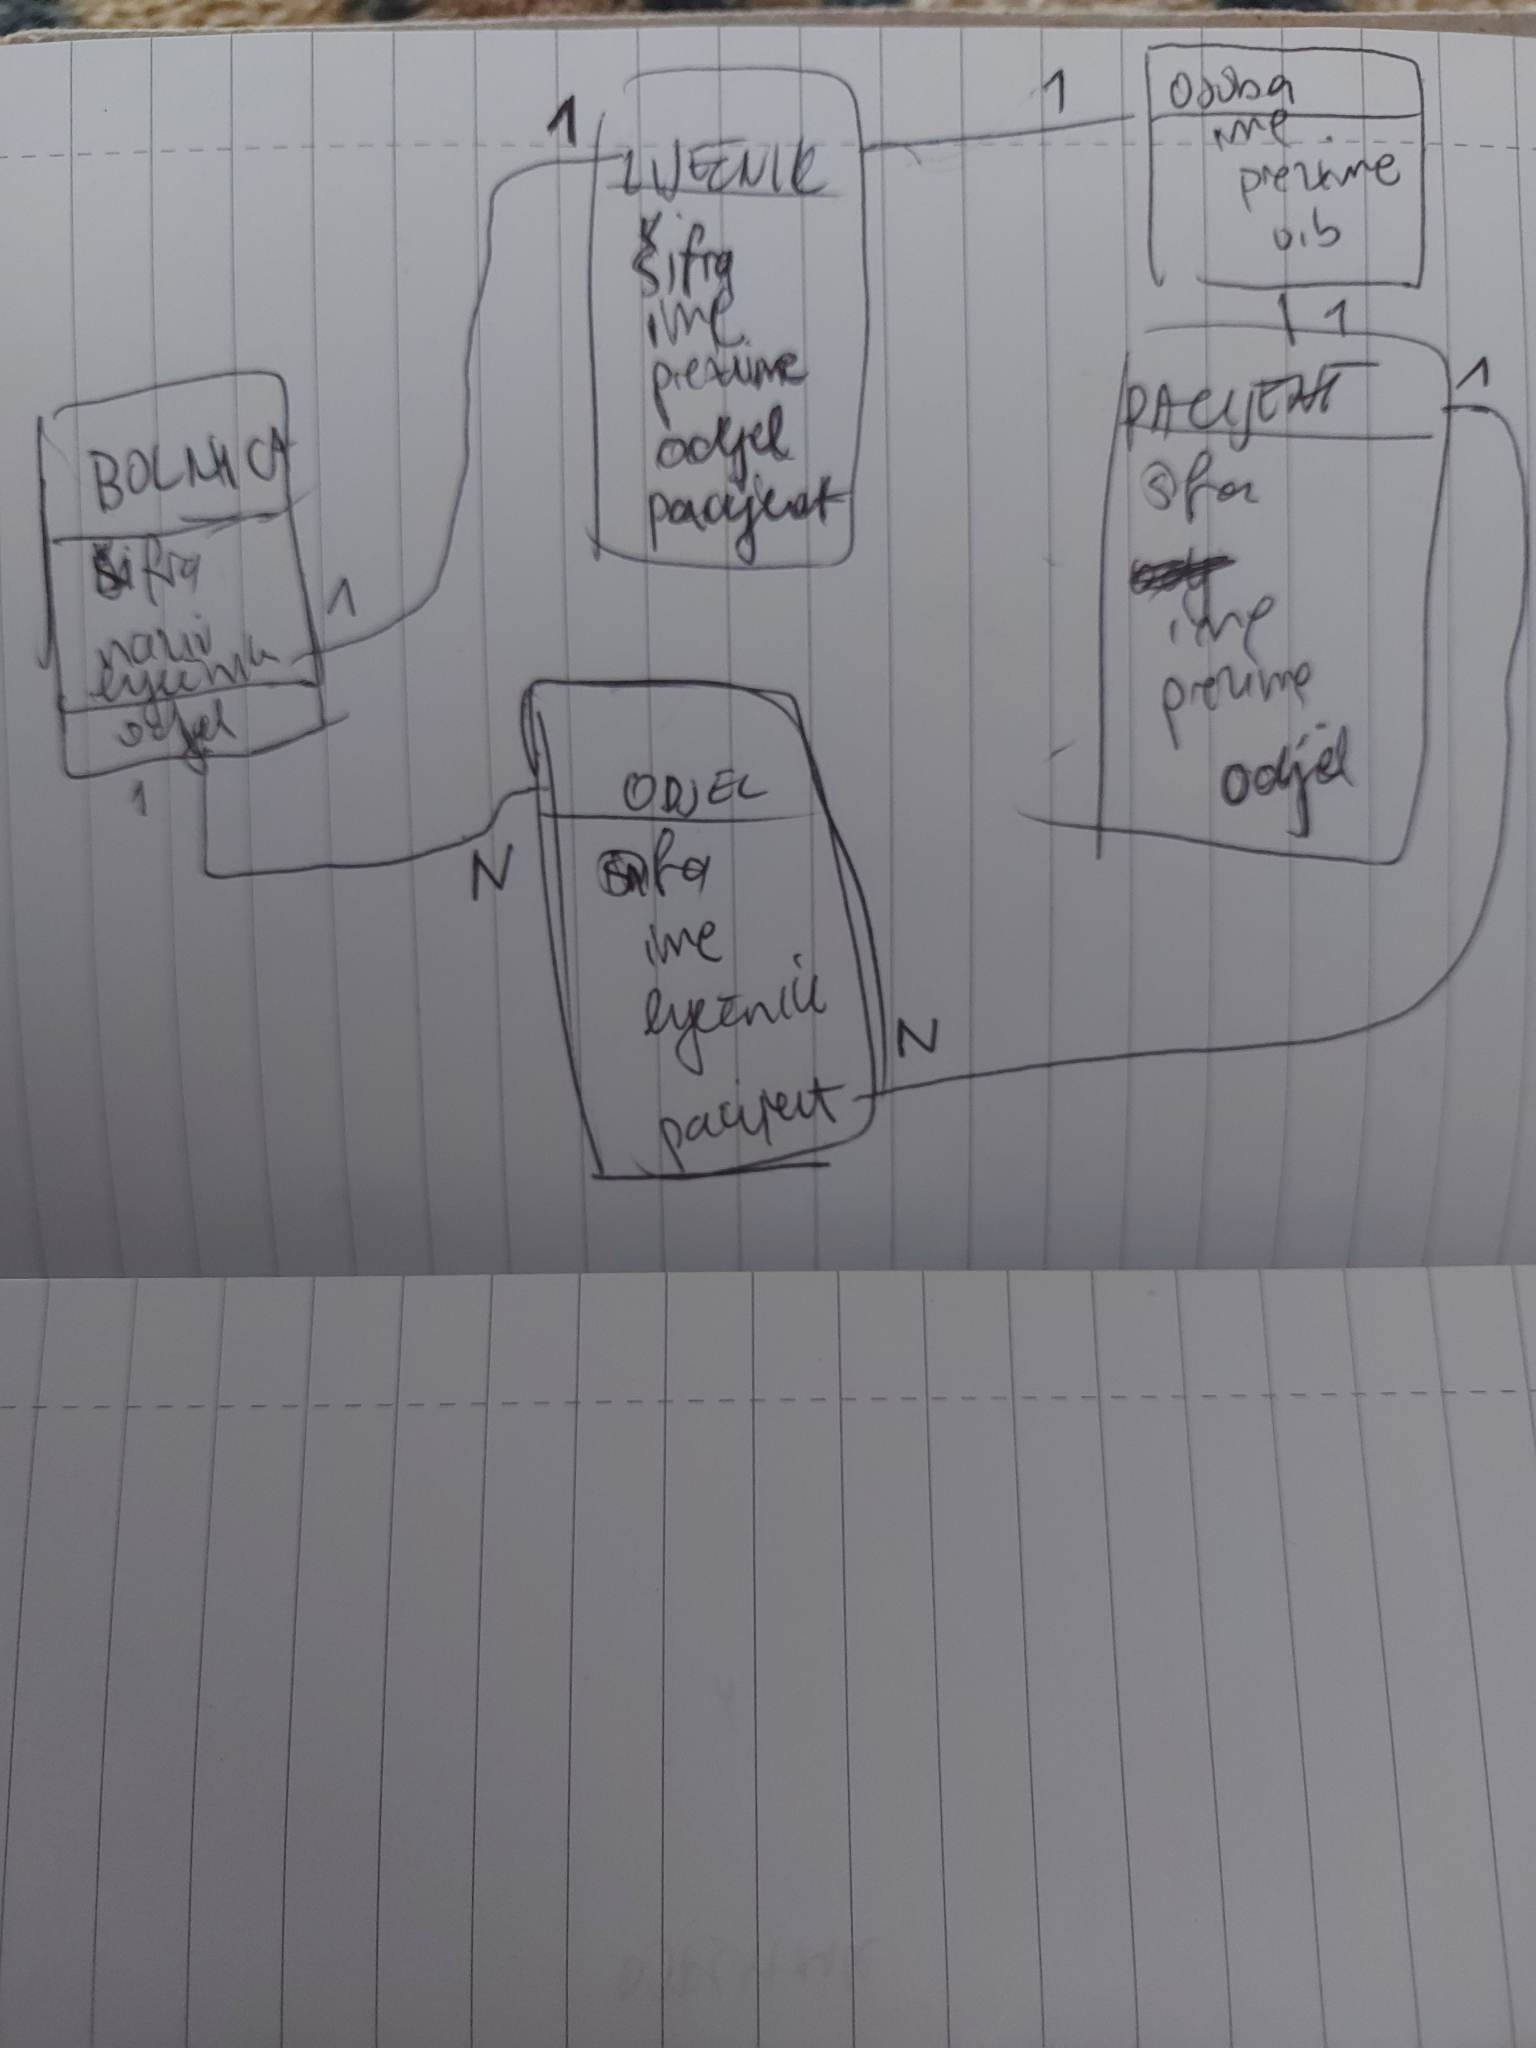 1
1
osoba
ime
prezime
oib
LIJEČNIK
šifra
ime
prezime
odjel
pacijent
1
1
PACIJENT
šifra
ime
prezime
odjel
BOLNICA
šifra
naziv
liječnik
odjel
1
1
N
ODJEL
šifra
ime
liječnik
pacijent
N